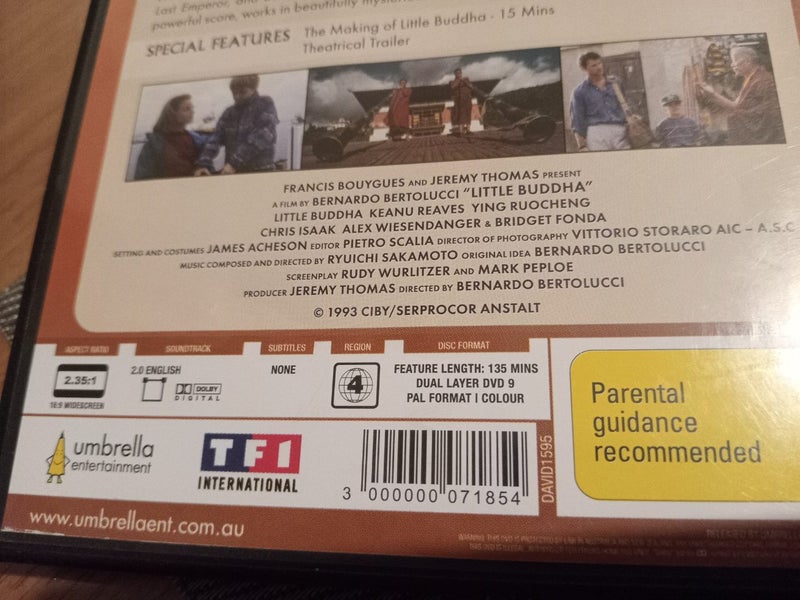 Last Emperor, and
powerful score, works in beautifully
SPECIAL FEATURES The Making of Little Buddha - 15 Mins
Theatrical Trailer
FRANCIS BOUYGUES AND JEREMY THOMAS PRESENT
A FILM BY BERNARDO BERTOLUCCI "LITTLE BUDDHA"
LITTLE BUDDHA KEANU REAVES YING RUOCHENG
CHRIS ISAAK ALEX WIESENDANGER & BRIDGET FONDA
SETTING AND COSTUMES JAMES ACHESON EDITOR PIETRO SCALIA DIRECTOR OF PHOTOGRAPHY VITTORIO STORARO AIC – A.S.C
MUSIC COMPOSED AND DIRECTED BY RYUICHI SAKAMOTO ORIGINAL IDEA BERNARDO BERTOLUCCI
SCREENPLAY RUDY WURLITZER AND MARK PEPLOE
PRODUCER JEREMY THOMAS DIRECTED BY BERNARDO BERTOLUCCI
© 1993 CIBY/SERPROCOR ANSTALT
ASPECT RATIO SOUNDTRACK SUBTITLES REGION DISC FORMAT
2.35:1
16:9 WIDESCREEN
2.0 ENGLISH
DOLBY
DIGITAL
NONE
4
FEATURE LENGTH: 135 MINS
DUAL LAYER DVD 9
PAL FORMAT I COLOUR
Parental
guidance
recommended
umbrella
entertainment
TF1
INTERNATIONAL
3 000000 071854
DAVID1595
www.umbrellaent.com.au